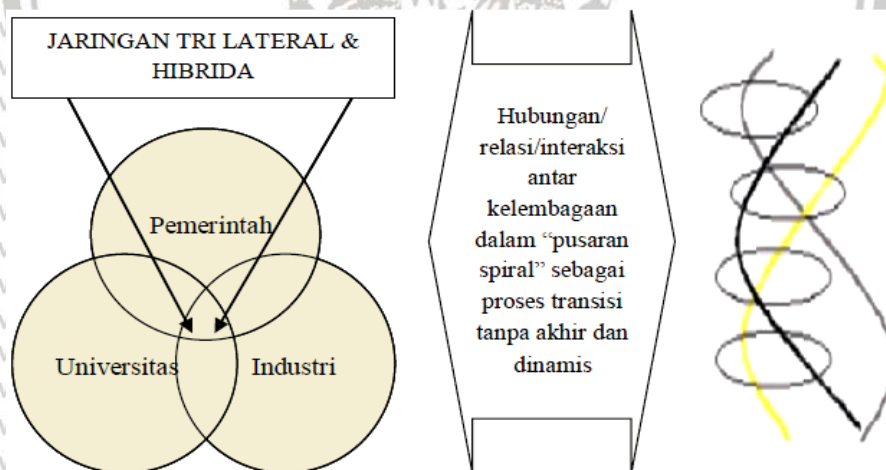 JARINGAN TRI LATERAL &
HIBRIDA
Pemerintah
Universitas
Industri
Hubungan/
relasi/interaksi
antar
kelembagaan
dalam “pusaran
spiral” sebagai
proses transisi
tanpa akhir dan
dinamis